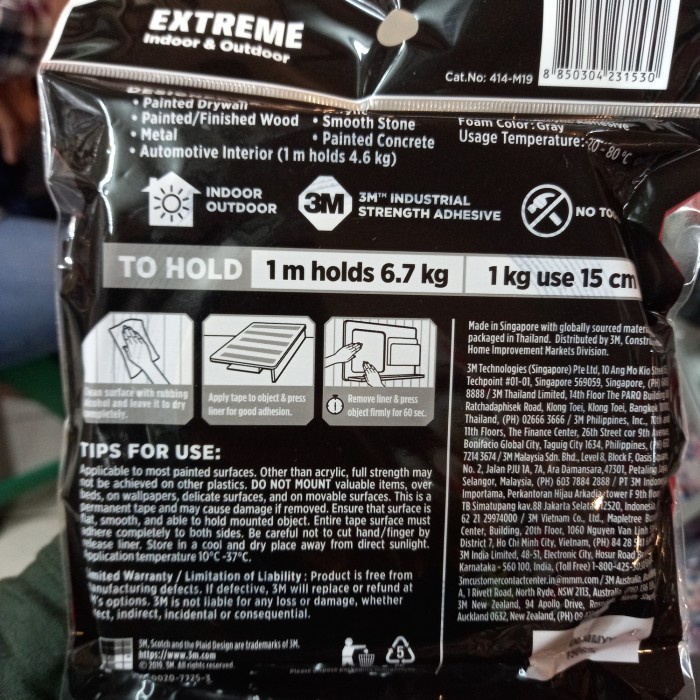 EXTREME
Indoor & Outdoor
Cat.No: 414-M19
8 850304 231530
• Painted Drywall
• Painted/Finished Wood
• Metal
• Automotive Interior (1 m holds 4.6 kg)
• Smooth Stone
• Painted Concrete
Foam Color: Gray
Usage Temperature:
INDOOR
OUTDOOR
3M
3M™ INDUSTRIAL
STRENGTH ADHESIVE
NO
TO HOLD
1 m holds 6.7 kg
1 kg use 15 cm
Clean surface with rubbing
alcohol and leave it to dry
completely.
Apply tape to object & press
liner for good adhesion.
Remove liner & press
object firmly for 60 sec.
TIPS FOR USE:
Applicable to most painted surfaces. Other than acrylic, full strength may
not be achieved on other plastics. DO NOT MOUNT valuable items, over
beds, on wallpapers, delicate surfaces, and on movable surfaces. This is a
permanent tape and may cause damage if removed. Ensure that surface is
flat, smooth, and able to hold mounted object. Entire tape surface must
adhere completely to both sides. Be careful not to cut hand/finger by
release liner. Store in a cool and dry place away from direct sunlight.
Application temperature 10°C -37°C.
Limited Warranty / Limitation of Liability : Product is free from
manufacturing defects. If defective, 3M will replace or refund at
options. 3M is not liable for any loss or damage, whether
indirect, incidental or consequential.
3M, Scotch and the Plaid Design are trademarks of 3M.
https://www.3m.com
© 2019, 3M. All rights reserved.
5
Made in Singapore with globally sourced
packaged in Thailand. Distributed by 3M,
Home Improvement Markets Division.
3M Technologies (Singapore) Pte Ltd, 10 Ang Mo Kio
Techpoint #01-01, Singapore 569059, Singapore, (PH)
8888 / 3M Thailand Limited, 14th Floor The PARQ Building
Ratchadaphisek Road, Klong Toei, Klong Toei,
Thailand, (PH) 02666 3666 / 3M Philippines, Inc.,
11th Floors, The Finance Center, 26th Street cor 9th
Bonifacio Global City, Taguig City 1634, Philippines,
7214 3674/3M Malaysia Sdn. Bhd., Level 8, Block F,
No. 2, Jalan PJU 1A, 7A, Ara Damansara, 47301, Petaling
Selangor, Malaysia, (PH) 603 7884 2888 / PT 3M
Importama, Perkantoran Hijau Arkadia tower F 9th
TB Simatupang kav.88 Jakarta Selatan 12520, Indonesia
62 21 29974000 / 3M Vietnam Co., Ltd., Mapletree
Center, Building, 20th Floor, 1060 Nguyen Van Linh
District 7, Ho Chi Minh City, Vietnam, (PH) 84 28
3M India Limited, 48-51, Electronic City, Hosur Road
Karnataka - 560 100, India, (Toll Free) 1-800-425-
3mcustomercontactcenter.in@mmm.com / 3M Australia
A, 1 Rivett Road, North Ryde, NSW 2113, Australia
3M New Zealand, 94 Apollo Drive,
Auckland 0632, New Zealand, (PH)